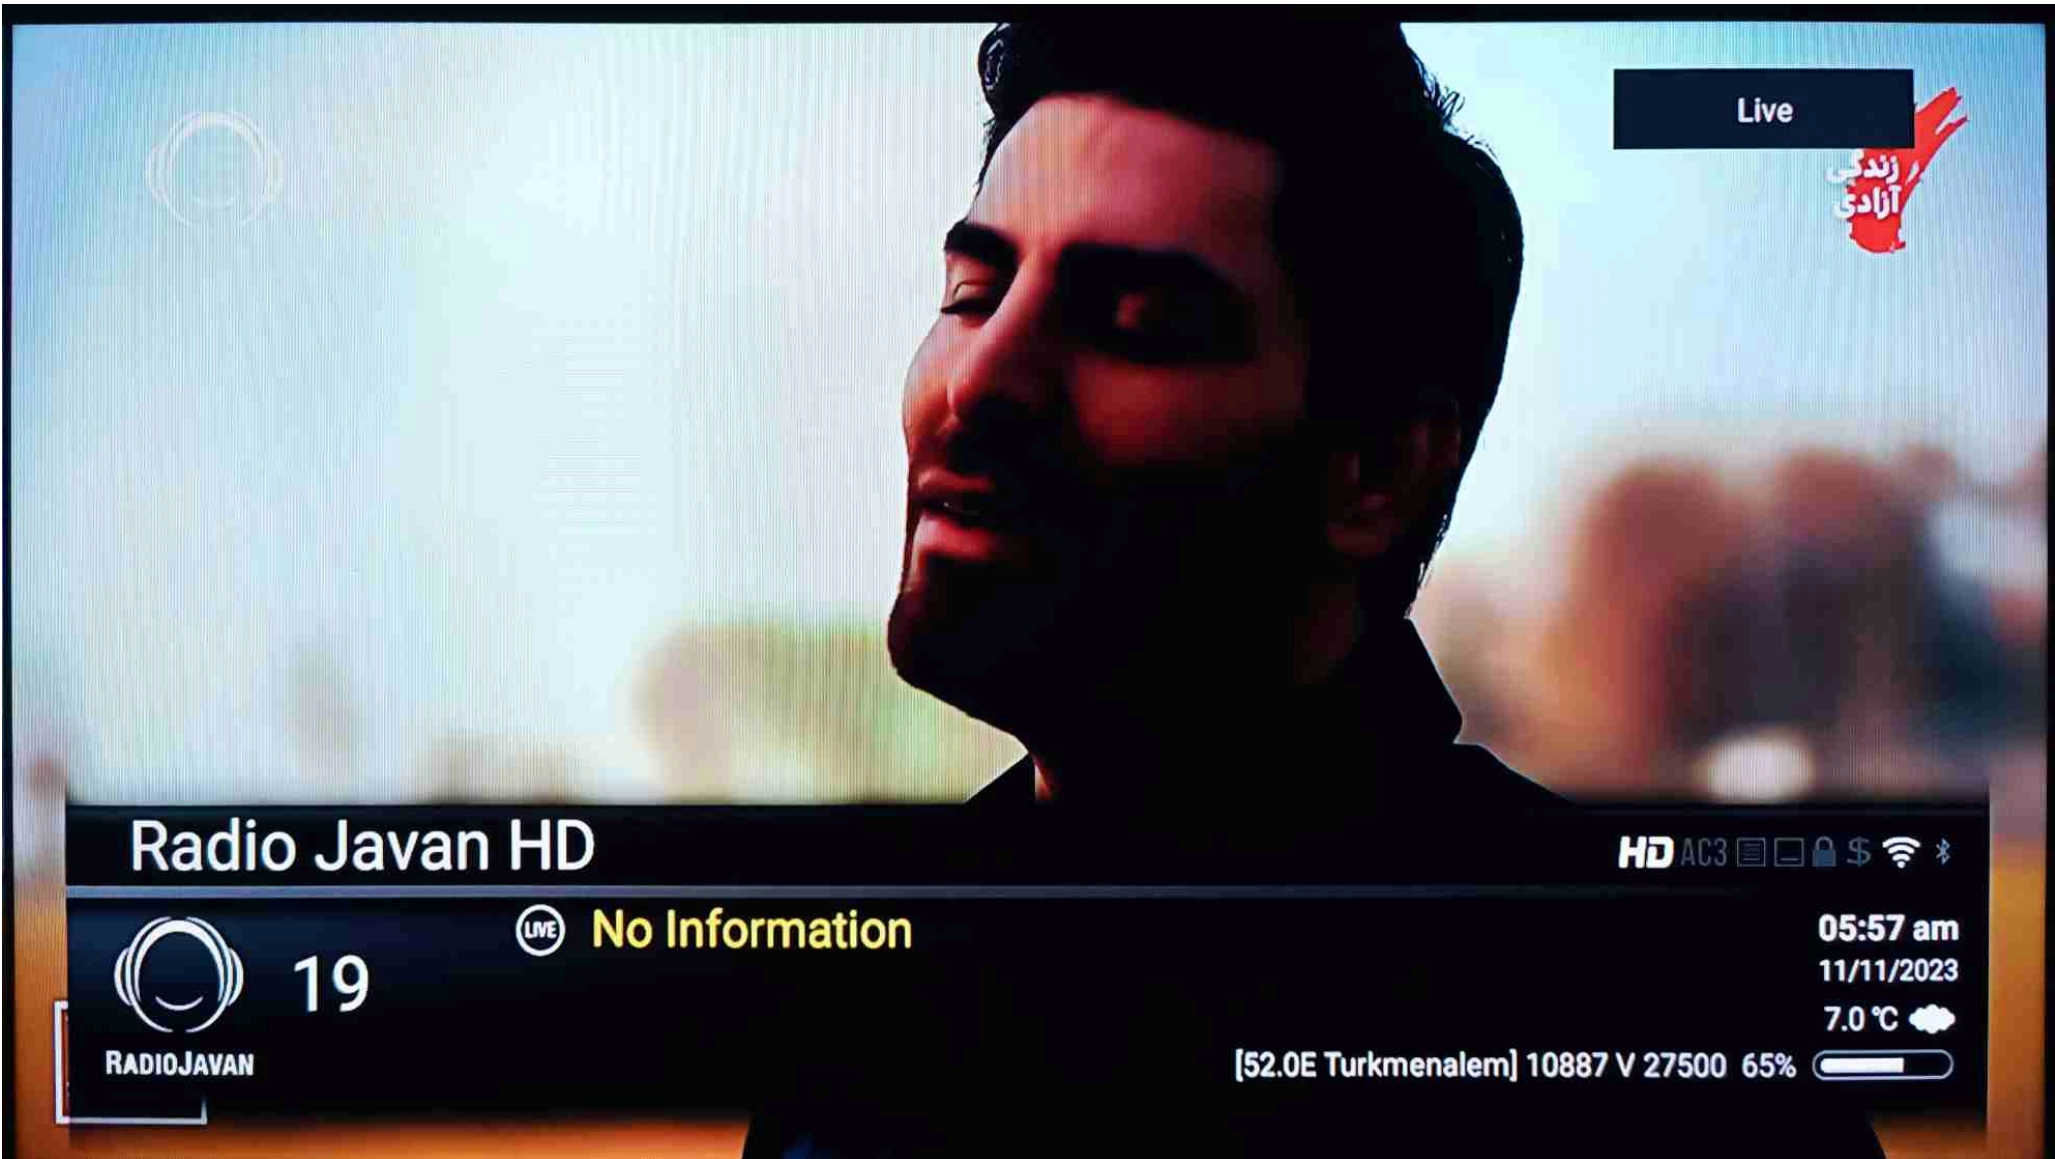 Live
زندگی
آزادی
Radio Javan HD
HD AC3 $
LIVE No Information
19
RADIOJAVAN
05:57 am
11/11/2023
7.0 °C
[52.0E Turkmenalem] 10887 V 27500 65%